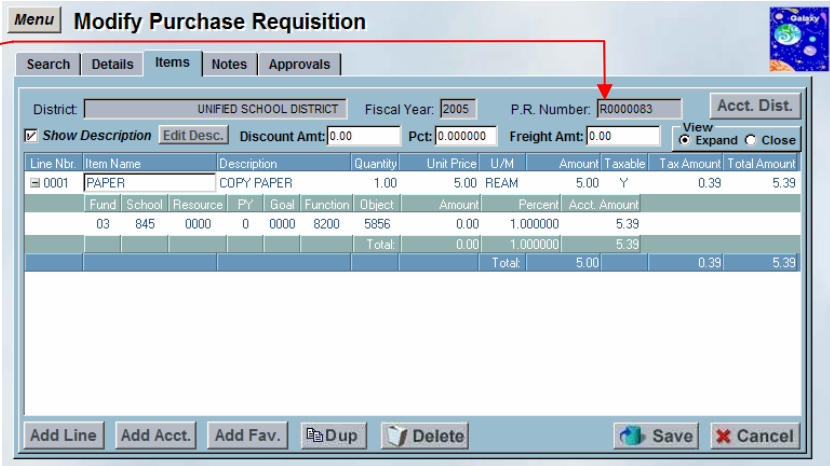 Menu Modify Purchase Requisition
Galaxy
Search Details Items Notes Approvals
District: UNIFIED SCHOOL DISTRICT Fiscal Year: 2005 P.R. Number: R0000083 Acct. Dist.
Show Description Edit Desc. Discount Amt: 0.00 Pct: 0.000000 Freight Amt: 0.00 View Expand Close
Line Nbr. Item Name Description Quantity Unit Price U/M Amount Taxable Tax Amount Total Amount
0001 PAPER COPY PAPER 1.00 5.00 REAM 5.00 Y 0.39 5.39
Fund School Resource PY Goal Function Object Amount Percent Acct. Amount
03 845 0000 0 0000 8200 5856 0.00 1.000000 5.39
Total: 0.00 1.000000 5.39
Total: 5.00 0.39 5.39
Add Line Add Acct. Add Fav. Dup Delete Save Cancel